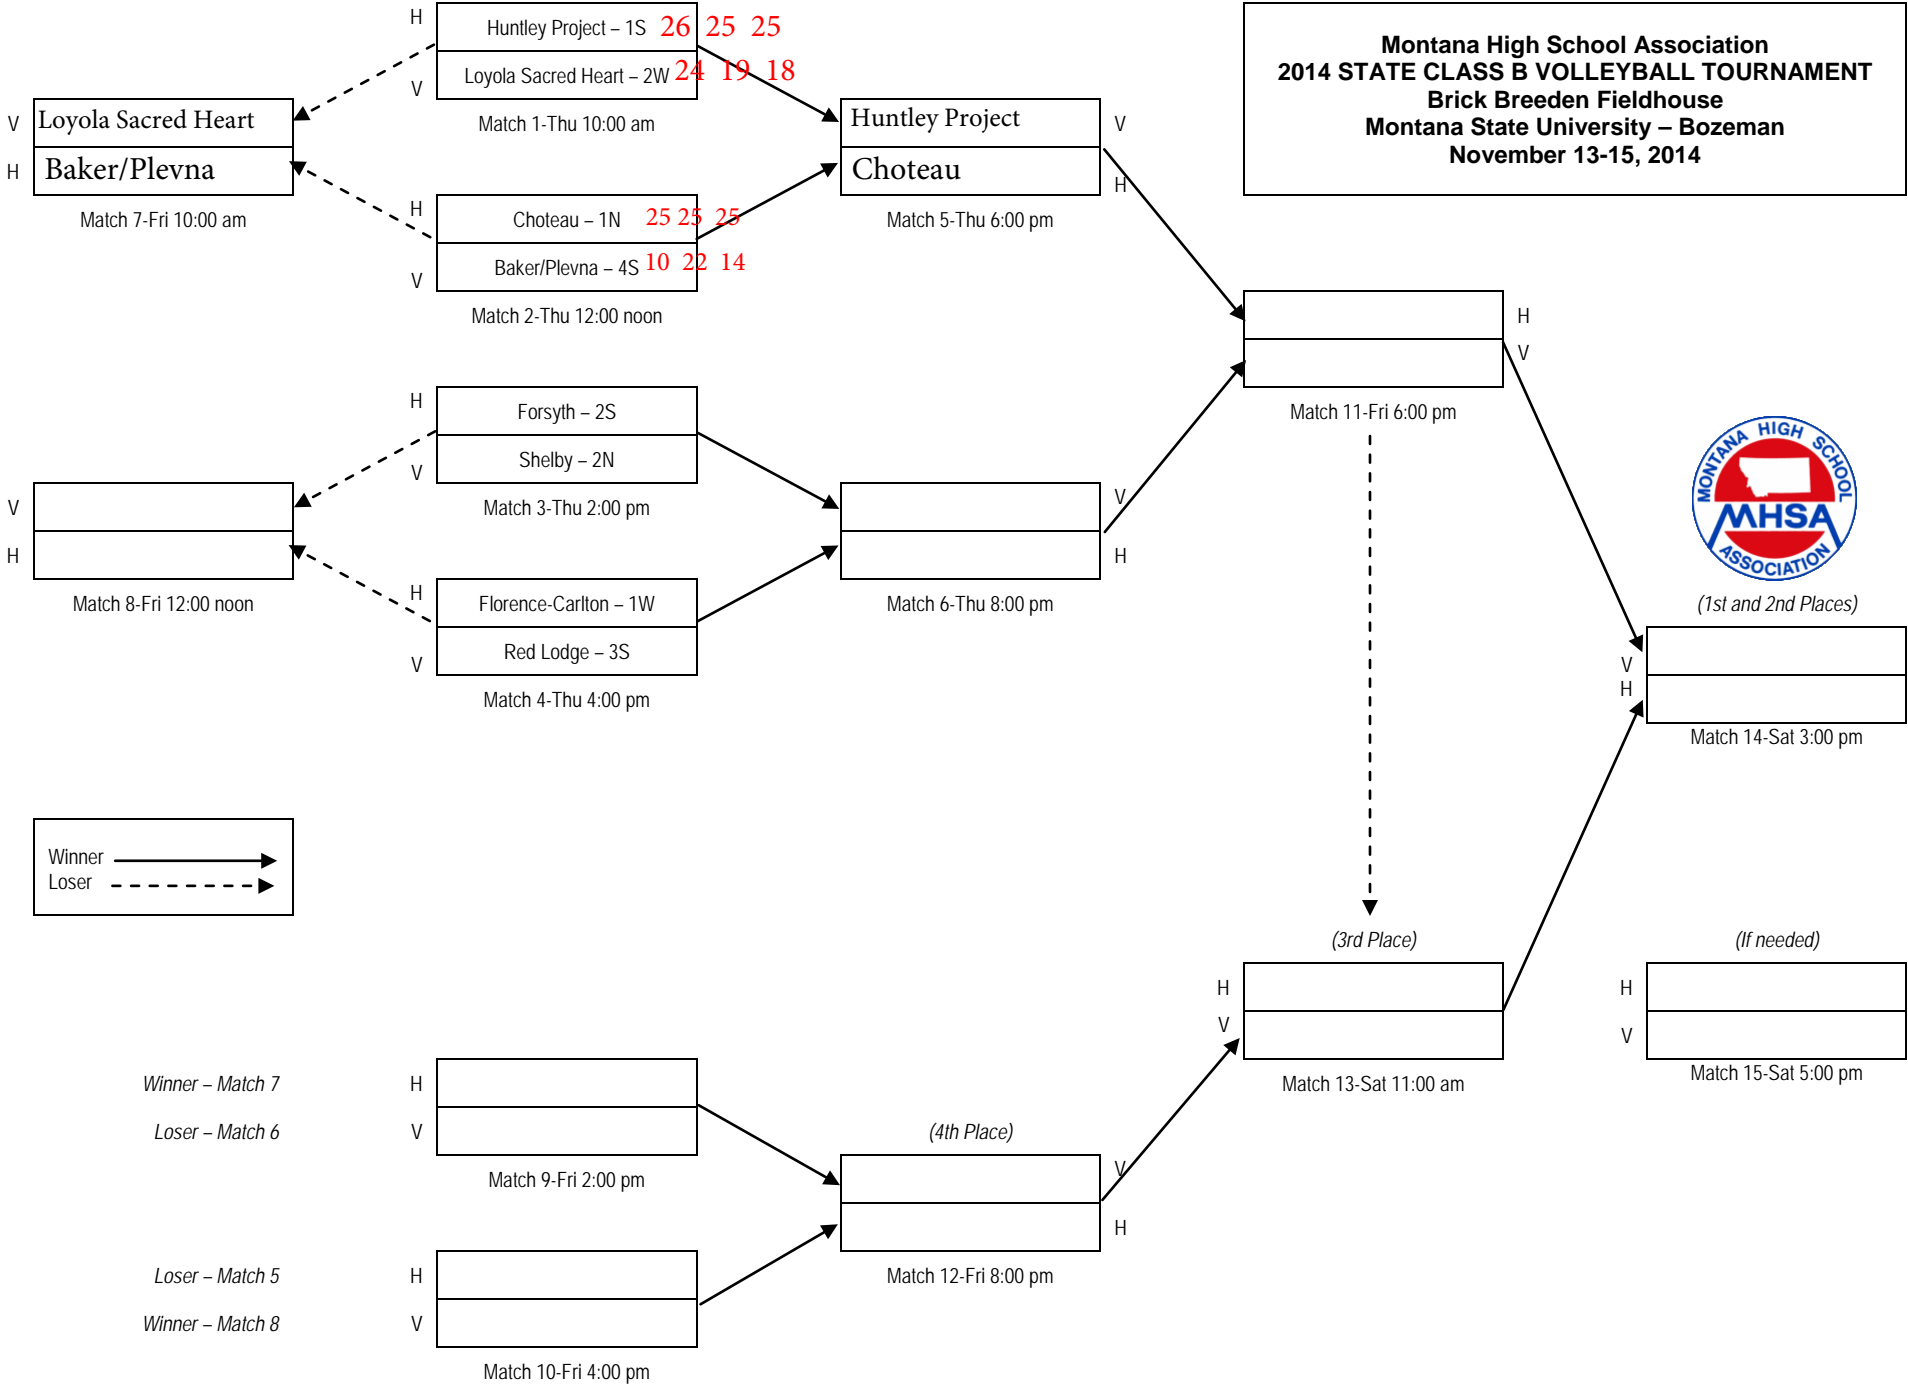 Montana High School Association
2014 STATE CLASS B VOLLEYBALL TOURNAMENT
Brick Breeden Fieldhouse
Montana State University – Bozeman
November 13-15, 2014
H Huntley Project – 1S 26 25 25
V Loyola Sacred Heart – 2W 24 19 18
Match 1-Thu 10:00 am
V Loyola Sacred Heart
H Baker/Plevna
Match 7-Fri 10:00 am
Huntley Project V
Choteau H
Match 5-Thu 6:00 pm
H Choteau – 1N 25 25 25
V Baker/Plevna – 4S 10 22 14
Match 2-Thu 12:00 noon
H
V
Match 11-Fri 6:00 pm
H Forsyth – 2S
V Shelby – 2N
Match 3-Thu 2:00 pm
MONTANA HIGH SCHOOL
MHSA
ASSOCIATION
V
H
Match 8-Fri 12:00 noon
V
H
Match 6-Thu 8:00 pm
H Florence-Carlton – 1W
V Red Lodge – 3S
Match 4-Thu 4:00 pm
(1st and 2nd Places)
V
H
Match 14-Sat 3:00 pm
Winner
Loser
(3rd Place)
H
V
Match 13-Sat 11:00 am
(If needed)
H
V
Match 15-Sat 5:00 pm
Winner – Match 7 H
Loser – Match 6 V
Match 9-Fri 2:00 pm
(4th Place)
V
H
Match 12-Fri 8:00 pm
Loser – Match 5 H
Winner – Match 8 V
Match 10-Fri 4:00 pm